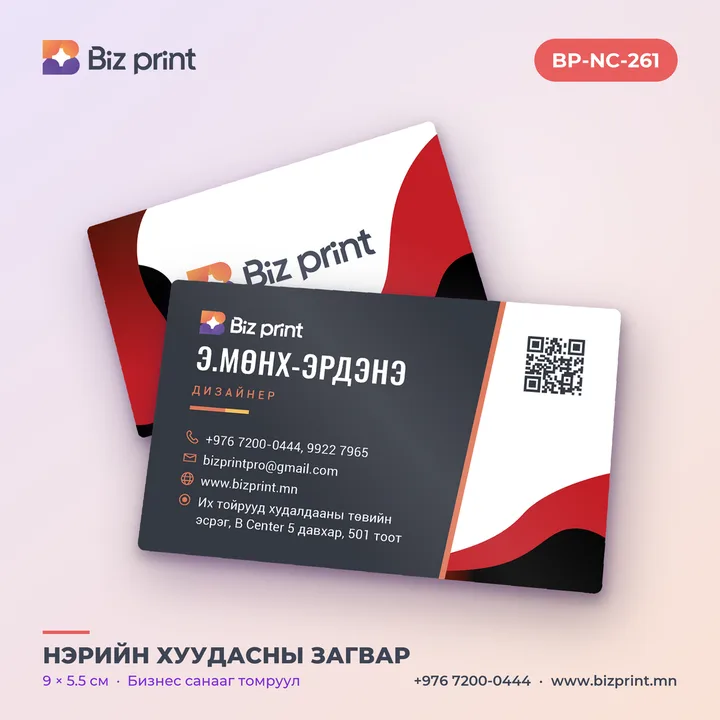 Biz print
BP-NC-261
Biz print
Biz print
Э.МӨНХ-ЭРДЭНЭ
ДИЗАЙНЕР
+976 7200-0444, 9922 7965
bizprintpro@gmail.com
www.bizprint.mn
Их тойрууд худалдааны төвийн
эсрэг, B Center 5 давхар, 501 тоот
НЭРИЙН ХУУДАСНЫ ЗАГВАР
9 × 5.5 см · Бизнес санааг томруул
+976 7200-0444 · www.bizprint.mn